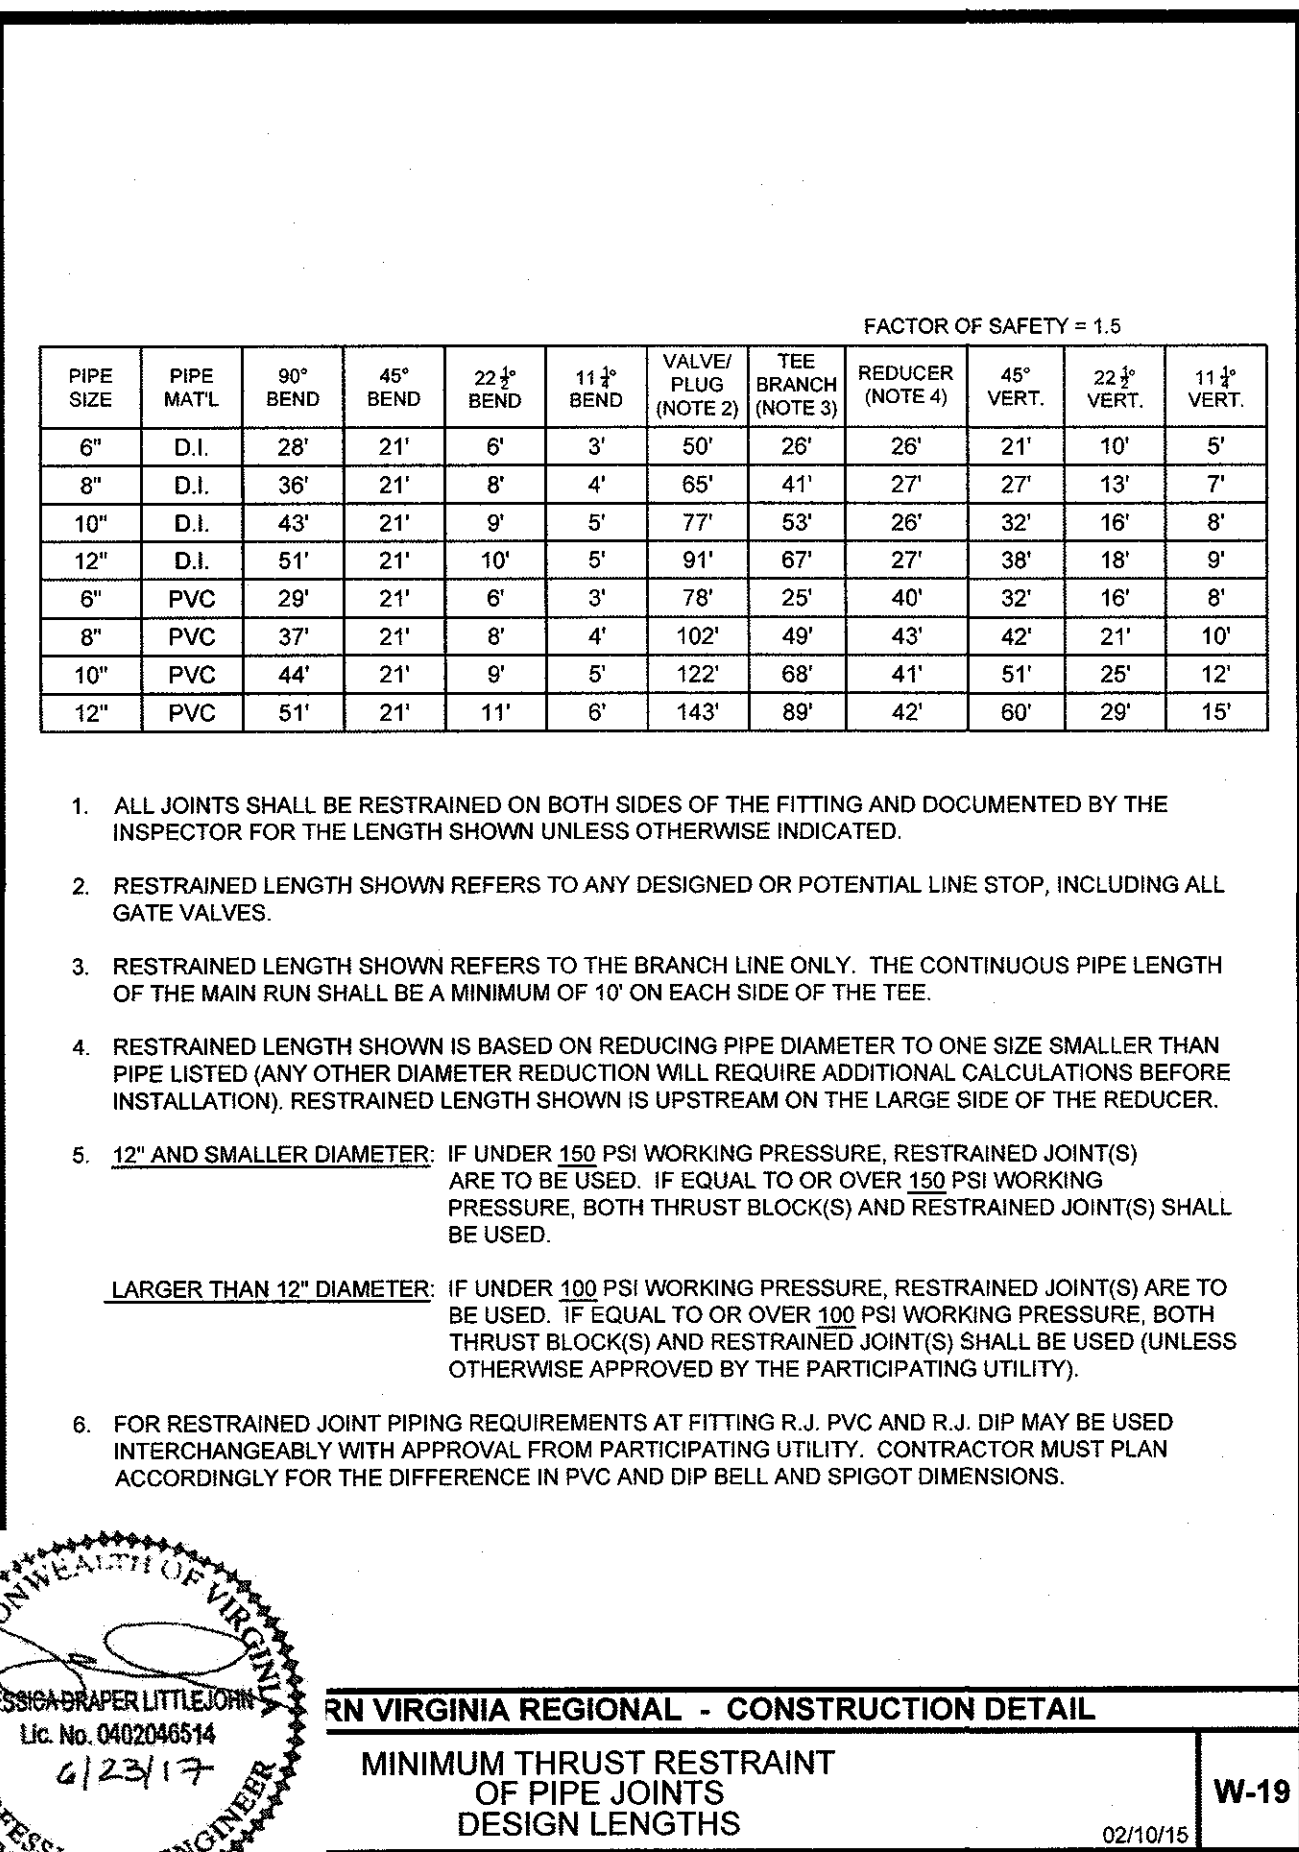 FACTOR OF SAFETY = 1.5
PIPE SIZE | PIPE MAT'L | 90° BEND | 45° BEND | 22 1/2° BEND | 11 1/4° BEND | VALVE/ PLUG (NOTE 2) | TEE BRANCH (NOTE 3) | REDUCER (NOTE 4) | 45° VERT. | 22 1/2° VERT. | 11 1/4° VERT.
6" | D.I. | 28' | 21' | 6' | 3' | 50' | 26' | 26' | 21' | 10' | 5'
8" | D.I. | 36' | 21' | 8' | 4' | 65' | 41' | 27' | 27' | 13' | 7'
10" | D.I. | 43' | 21' | 9' | 5' | 77' | 53' | 26' | 32' | 16' | 8'
12" | D.I. | 51' | 21' | 10' | 5' | 91' | 67' | 27' | 38' | 18' | 9'
6" | PVC | 29' | 21' | 6' | 3' | 78' | 25' | 40' | 32' | 16' | 8'
8" | PVC | 37' | 21' | 8' | 4' | 102' | 49' | 43' | 42' | 21' | 10'
10" | PVC | 44' | 21' | 9' | 5' | 122' | 68' | 41' | 51' | 25' | 12'
12" | PVC | 51' | 21' | 11' | 6' | 143' | 89' | 42' | 60' | 29' | 15'
1. ALL JOINTS SHALL BE RESTRAINED ON BOTH SIDES OF THE FITTING AND DOCUMENTED BY THE
INSPECTOR FOR THE LENGTH SHOWN UNLESS OTHERWISE INDICATED.
2. RESTRAINED LENGTH SHOWN REFERS TO ANY DESIGNED OR POTENTIAL LINE STOP, INCLUDING ALL
GATE VALVES.
3. RESTRAINED LENGTH SHOWN REFERS TO THE BRANCH LINE ONLY. THE CONTINUOUS PIPE LENGTH
OF THE MAIN RUN SHALL BE A MINIMUM OF 10' ON EACH SIDE OF THE TEE.
4. RESTRAINED LENGTH SHOWN IS BASED ON REDUCING PIPE DIAMETER TO ONE SIZE SMALLER THAN
PIPE LISTED (ANY OTHER DIAMETER REDUCTION WILL REQUIRE ADDITIONAL CALCULATIONS BEFORE
INSTALLATION). RESTRAINED LENGTH SHOWN IS UPSTREAM ON THE LARGE SIDE OF THE REDUCER.
5. 12" AND SMALLER DIAMETER: IF UNDER 150 PSI WORKING PRESSURE, RESTRAINED JOINT(S)
ARE TO BE USED. IF EQUAL TO OR OVER 150 PSI WORKING
PRESSURE, BOTH THRUST BLOCK(S) AND RESTRAINED JOINT(S) SHALL
BE USED.
LARGER THAN 12" DIAMETER: IF UNDER 100 PSI WORKING PRESSURE, RESTRAINED JOINT(S) ARE TO
BE USED. IF EQUAL TO OR OVER 100 PSI WORKING PRESSURE, BOTH
THRUST BLOCK(S) AND RESTRAINED JOINT(S) SHALL BE USED (UNLESS
OTHERWISE APPROVED BY THE PARTICIPATING UTILITY).
6. FOR RESTRAINED JOINT PIPING REQUIREMENTS AT FITTING R.J. PVC AND R.J. DIP MAY BE USED
INTERCHANGEABLY WITH APPROVAL FROM PARTICIPATING UTILITY. CONTRACTOR MUST PLAN
ACCORDINGLY FOR THE DIFFERENCE IN PVC AND DIP BELL AND SPIGOT DIMENSIONS.
ONWEALTH OF VIRGINIA
SSICA DRAPER LITTLEJOHN
Lic. No. 0402046514
6/23/17
RN VIRGINIA REGIONAL - CONSTRUCTION DETAIL
MINIMUM THRUST RESTRAINT
OF PIPE JOINTS
DESIGN LENGTHS
02/10/15
W-19